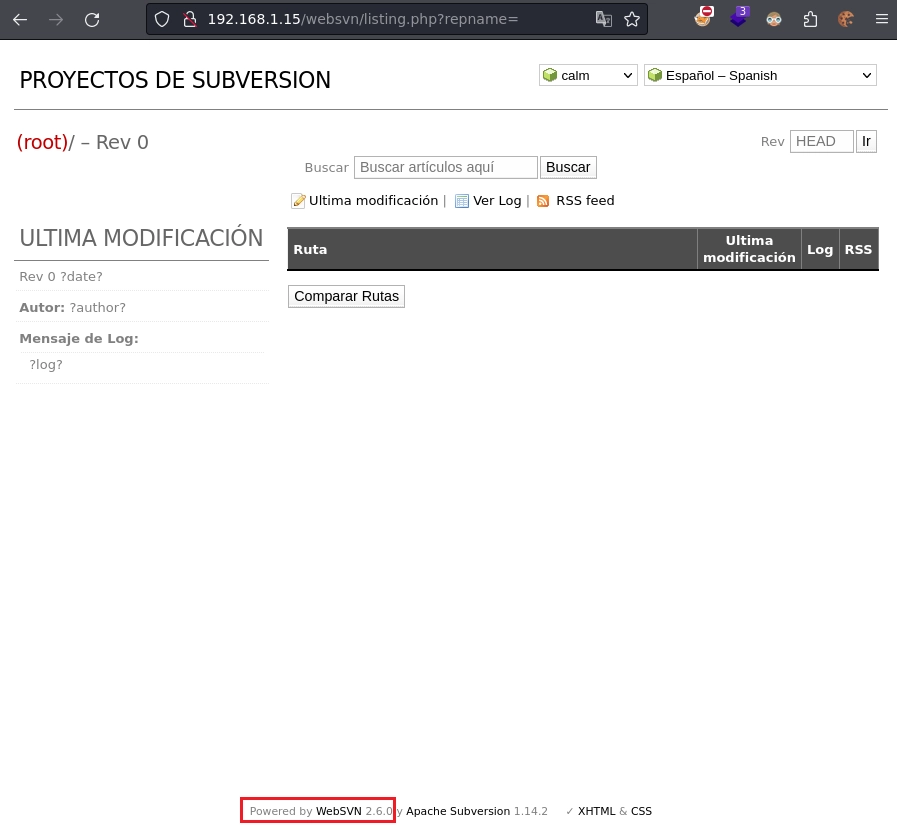 192.168.1.15/websvn/listing.php?repname=
3
PROYECTOS DE SUBVERSION
calm
Español – Spanish
(root)/ – Rev 0
Rev HEAD Ir
Buscar Buscar artículos aquí Buscar
Ultima modificación | Ver Log | RSS feed
ULTIMA MODIFICACIÓN
Rev 0 ?date?
Autor: ?author?
Mensaje de Log:
?log?
Ruta
Ultima
modificación
Log
RSS
Comparar Rutas
Powered by WebSVN 2.6.0 y Apache Subversion 1.14.2 ✓ XHTML & CSS